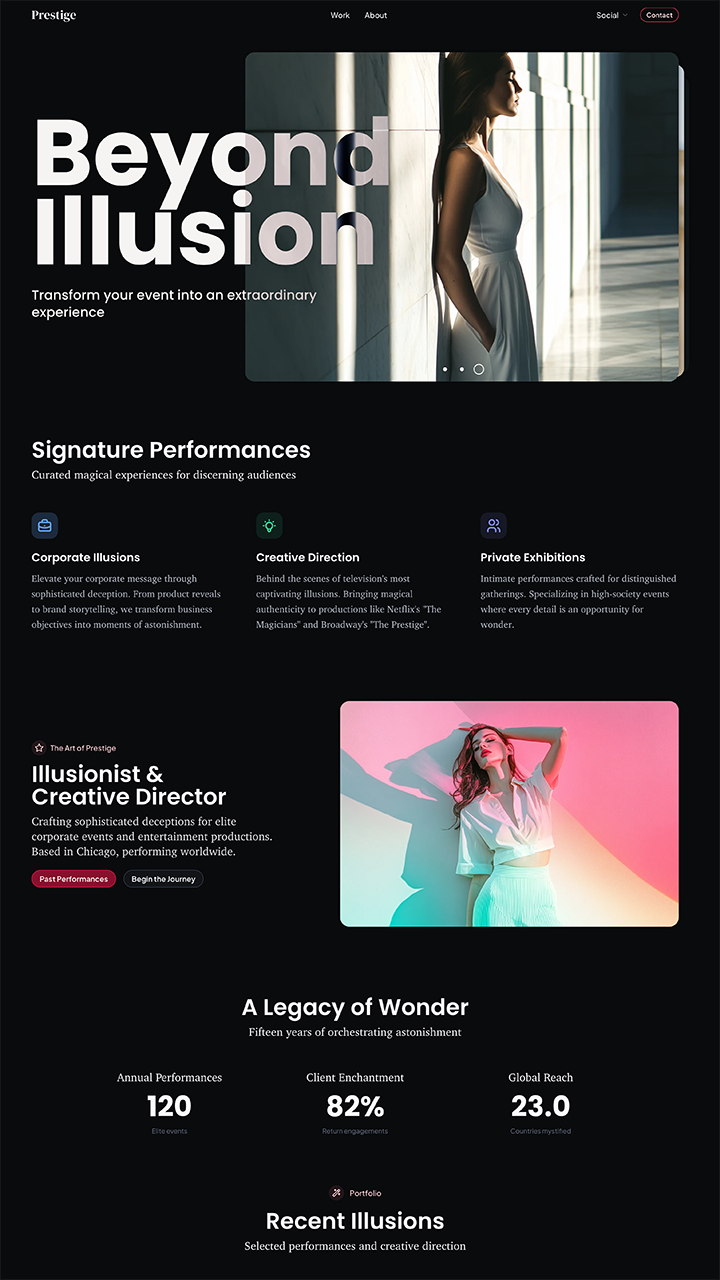 Prestige
Work About
Social
Contact
Beyond
Illusion
Transform your event into an extraordinary
experience
Signature Performances
Curated magical experiences for discerning audiences
Corporate Illusions
Elevate your corporate message through
sophisticated deception. From product reveals
to brand storytelling, we transform business
objectives into moments of astonishment.
Creative Direction
Behind the scenes of television's most
captivating illusions. Bringing magical
authenticity to productions like Netflix's "The
Magicians" and Broadway's "The Prestige".
Private Exhibitions
Intimate performances crafted for distinguished
gatherings. Specializing in high-society events
where every detail is an opportunity for
wonder.
The Art of Prestige
Illusionist &
Creative Director
Crafting sophisticated deceptions for elite
corporate events and entertainment productions.
Based in Chicago, performing worldwide.
Past Performances
Begin the Journey
A Legacy of Wonder
Fifteen years of orchestrating astonishment
Annual Performances
120
Elite events
Client Enchantment
82%
Return engagements
Global Reach
23.0
Countries mystified
Portfolio
Recent Illusions
Selected performances and creative direction